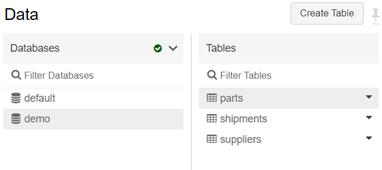 Data
Create Table
Databases
Filter Databases
default
demo
Tables
Filter Tables
parts
shipments
suppliers